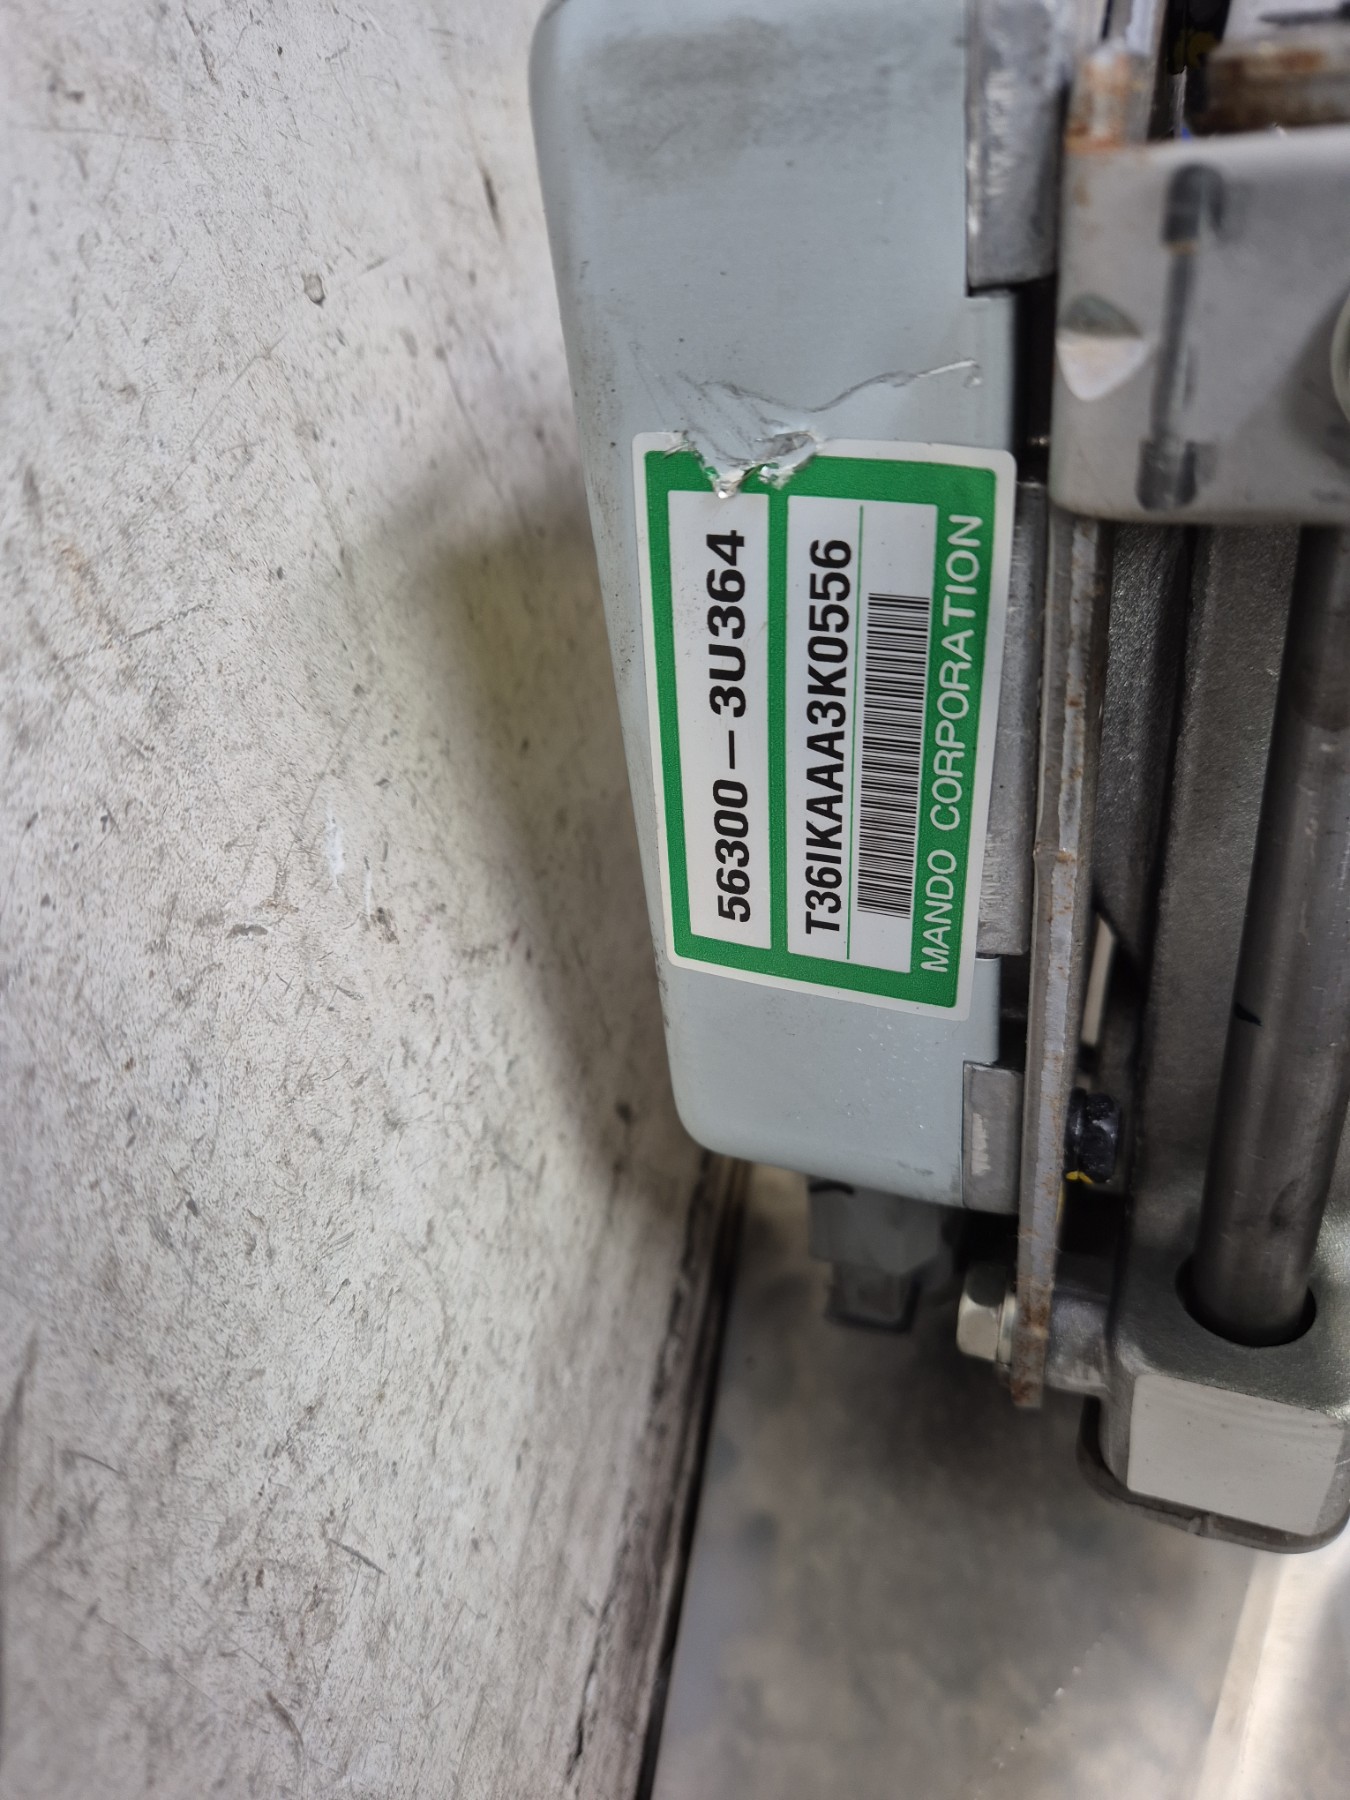 56300-3U364
T36IKAAA3K0556
MANDO CORPORATION